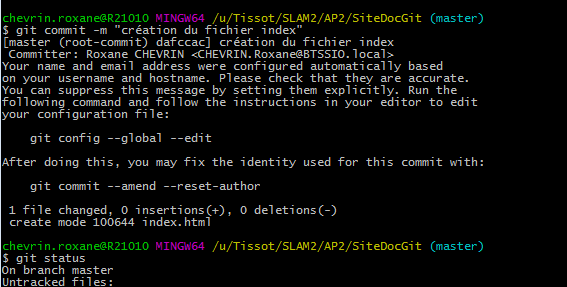 chevrin.roxane@R21010 MINGW64 /u/Tissot/SLAM2/AP2/SiteDocGit (master)
$ git commit -m "création du fichier index"
[master (root-commit) dafccac] création du fichier index
 Committer: Roxane CHEVRIN <CHEVRIN.Roxane@BTSSIO.local>
Your name and email address were configured automatically based
on your username and hostname. Please check that they are accurate.
You can suppress this message by setting them explicitly. Run the
following command and follow the instructions in your editor to edit
your configuration file:
    git config --global --edit
After doing this, you may fix the identity used for this commit with:
    git commit --amend --reset-author
 1 file changed, 0 insertions(+), 0 deletions(-)
 create mode 100644 index.html
chevrin.roxane@R21010 MINGW64 /u/Tissot/SLAM2/AP2/SiteDocGit (master)
$ git status
On branch master
Untracked files: